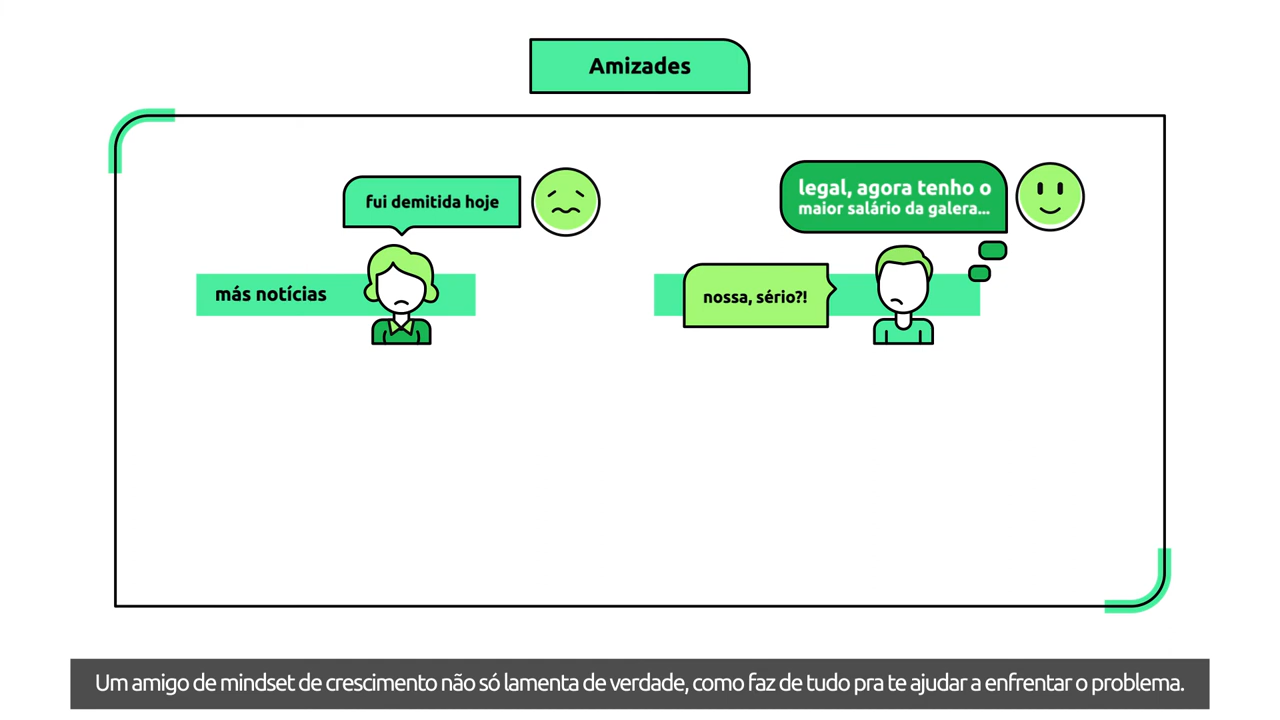 Amizades
fui demitida hoje
legal, agora tenho o
maior salário da galera...
más notícias
nossa, sério?!
Um amigo de mindset de crescimento não só lamenta de verdade, como faz de tudo pra te ajudar a enfrentar o problema.